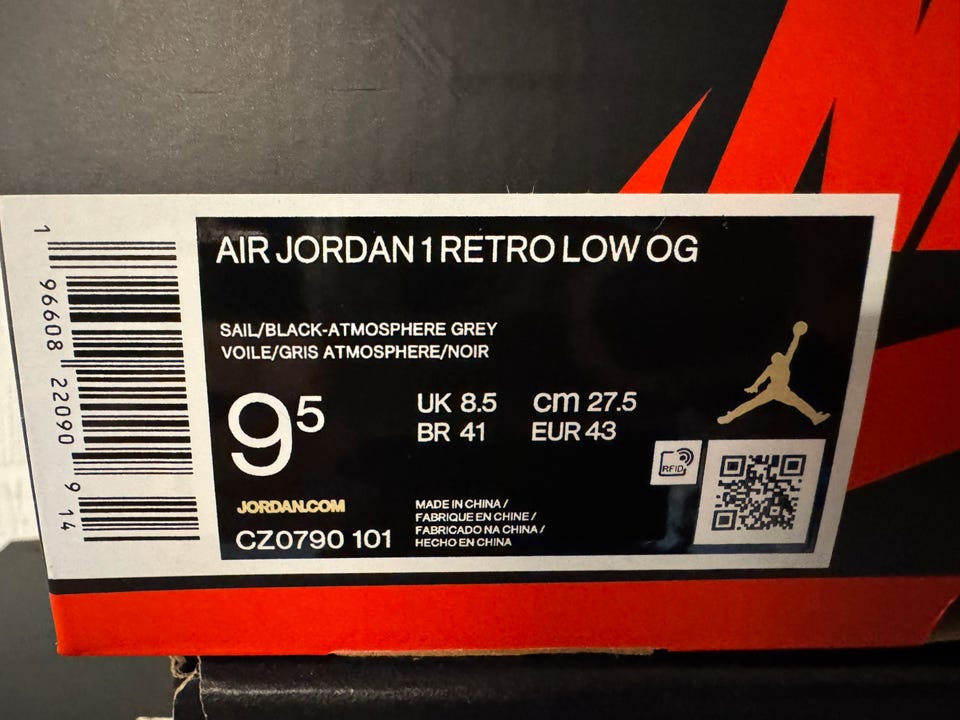 AIR JORDAN 1 RETRO LOW OG
SAIL/BLACK-ATMOSPHERE GREY
VOILE/GRIS ATMOSPHERE/NOIR
9⁵
UK 8.5 cm 27.5
BR 41 EUR 43
RFID
JORDAN.COM
CZ0790 101
MADE IN CHINA /
FABRIQUE EN CHINE /
FABRICADO NA CHINA /
HECHO EN CHINA
1 96608 22090 9 14